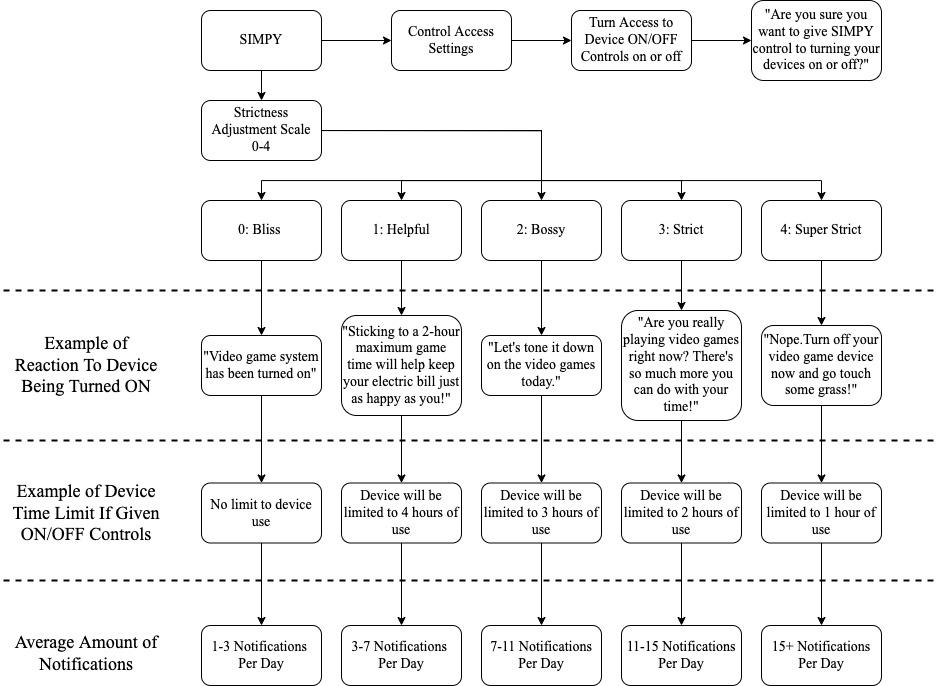 SIMPY
Control Access
Settings
Turn Access to
Device ON/OFF
Controls on or off
"Are you sure you
want to give SIMPY
control to turning your
devices on or off?"
Strictness
Adjustment Scale
0-4
0: Bliss
1: Helpful
2: Bossy
3: Strict
4: Super Strict
Example of
Reaction To Device
Being Turned ON
"Video game system
has been turned on"
"Sticking to a 2-hour
maximum game
time will help keep
your electric bill just
as happy as you!"
"Let's tone it down
on the video games
today."
"Are you really
playing video games
right now? There's
so much more you
can do with your
time!"
"Nope.Turn off your
video game device
now and go touch
some grass!"
Example of Device
Time Limit If Given
ON/OFF Controls
No limit to device
use
Device will be
limited to 4 hours of
use
Device will be
limited to 3 hours of
use
Device will be
limited to 2 hours of
use
Device will be
limited to 1 hour of
use
Average Amount of
Notifications
1-3 Notifications
Per Day
3-7 Notifications
Per Day
7-11 Notifications
Per Day
11-15 Notifications
Per Day
15+ Notifications
Per Day